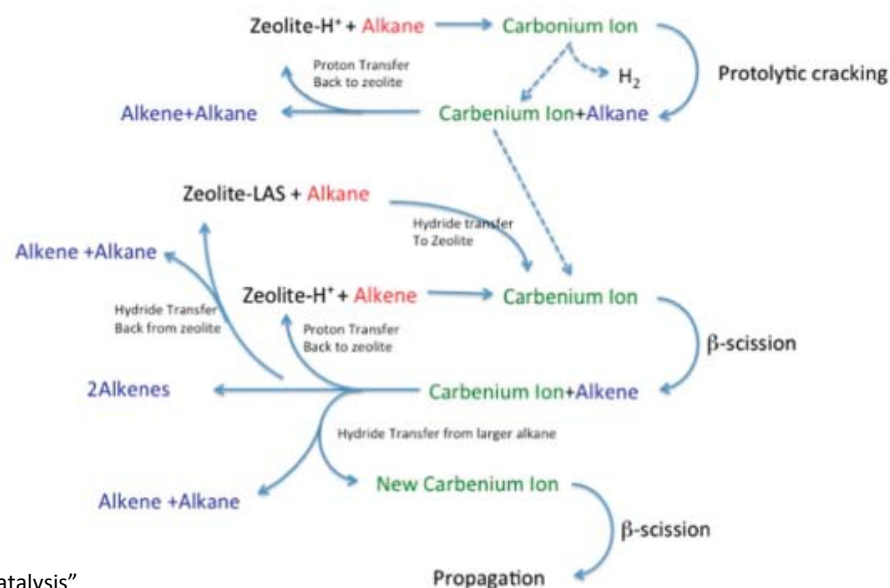 Zeolite-H⁺ + Alkane
Carbonium Ion
Proton Transfer
Back to zeolite
H₂
Protolytic cracking
Alkene+Alkane
Carbenium Ion+Alkane
Zeolite-LAS + Alkane
Hydride transfer
To Zeolite
Alkene +Alkane
Zeolite-H⁺ + Alkene
Carbenium Ion
Hydride Transfer
Back from zeolite
Proton Transfer
Back to zeolite
β-scission
2Alkenes
Carbenium Ion+Alkene
Hydride Transfer from larger alkane
New Carbenium Ion
Alkene +Alkane
β-scission
Propagation
atalysis”